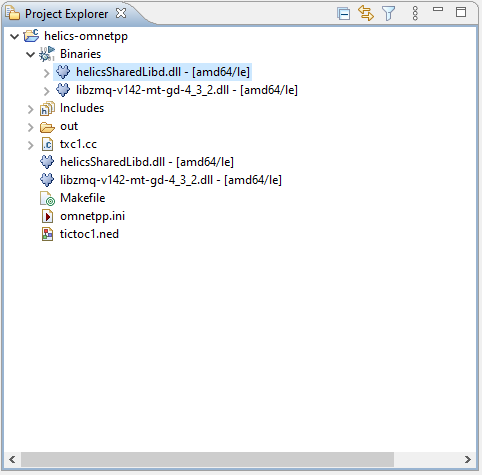 Project Explorer
helics-omnetpp
Binaries
helicsSharedLibd.dll - [amd64/le]
libzmq-v142-mt-gd-4_3_2.dll - [amd64/le]
Includes
out
txc1.cc
helicsSharedLibd.dll - [amd64/le]
libzmq-v142-mt-gd-4_3_2.dll - [amd64/le]
Makefile
omnetpp.ini
tictoc1.ned